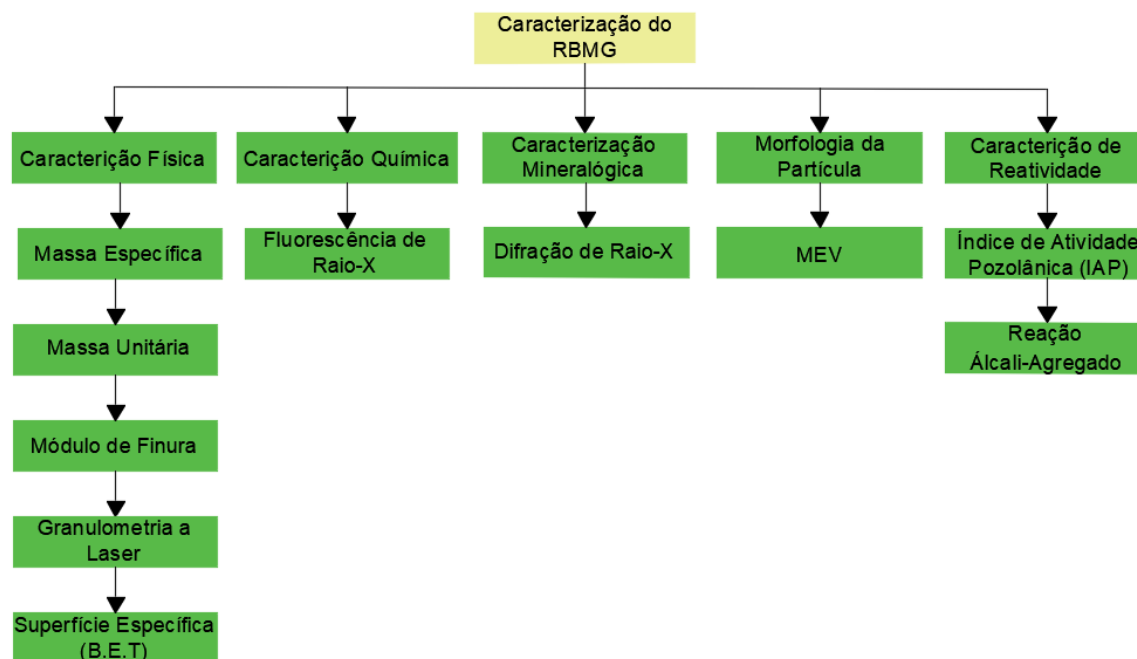 Caracterização do
RBMG
Caracterição Física
Caracterição Química
Caracterização
Mineralógica
Morfologia da
Partícula
Caracterição de
Reatividade
Massa Específica
Fluorescência de
Raio-X
Difração de Raio-X
MEV
Índice de Atividade
Pozolânica (IAP)
Massa Unitária
Reação
Álcali-Agregado
Módulo de Finura
Granulometria a
Laser
Superfície Específica
(B.E.T)